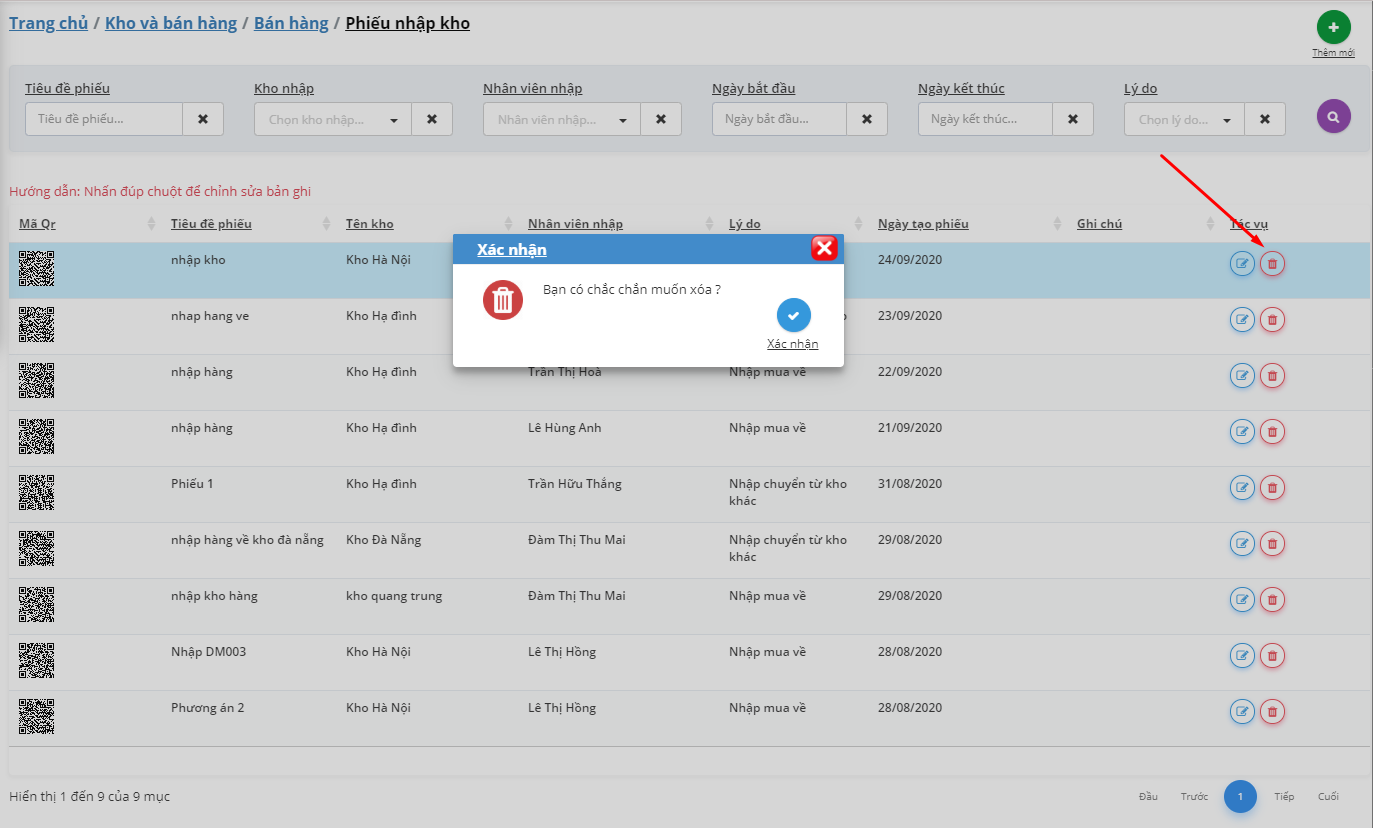 Trang chủ / Kho và bán hàng / Bán hàng / Phiếu nhập kho
Thêm mới
Tiêu đề phiếu Kho nhập Nhân viên nhập Ngày bắt đầu Ngày kết thúc Lý do
Tiêu đề phiếu... Chọn kho nhập... Nhân viên nhập... Ngày bắt đầu... Ngày kết thúc... Chọn lý do...
Hướng dẫn: Nhấn đúp chuột để chỉnh sửa bản ghi
Mã Qr Tiêu đề phiếu Tên kho Nhân viên nhập Lý do Ngày tạo phiếu Ghi chú Tác vụ
Xác nhận
nhập kho Kho Hà Nội 24/09/2020
Bạn có chắc chắn muốn xóa ?
nhap hang ve Kho Hạ đình 23/09/2020
Xác nhận
nhập hàng Kho Hạ đình Trần Thị Hoà Nhập mua về 22/09/2020
nhập hàng Kho Hạ đình Lê Hùng Anh Nhập mua về 21/09/2020
Phiếu 1 Kho Hạ đình Trần Hữu Thắng Nhập chuyển từ kho 31/08/2020
khác
nhập hàng về kho đà nẵng Kho Đà Nẵng Đàm Thị Thu Mai Nhập chuyển từ kho 29/08/2020
khác
nhập kho hàng kho quang trung Đàm Thị Thu Mai Nhập mua về 29/08/2020
Nhập DM003 Kho Hà Nội Lê Thị Hồng Nhập mua về 28/08/2020
Phương án 2 Kho Hà Nội Lê Thị Hồng Nhập mua về 28/08/2020
Hiển thị 1 đến 9 của 9 mục Đầu Trước 1 Tiếp Cuối